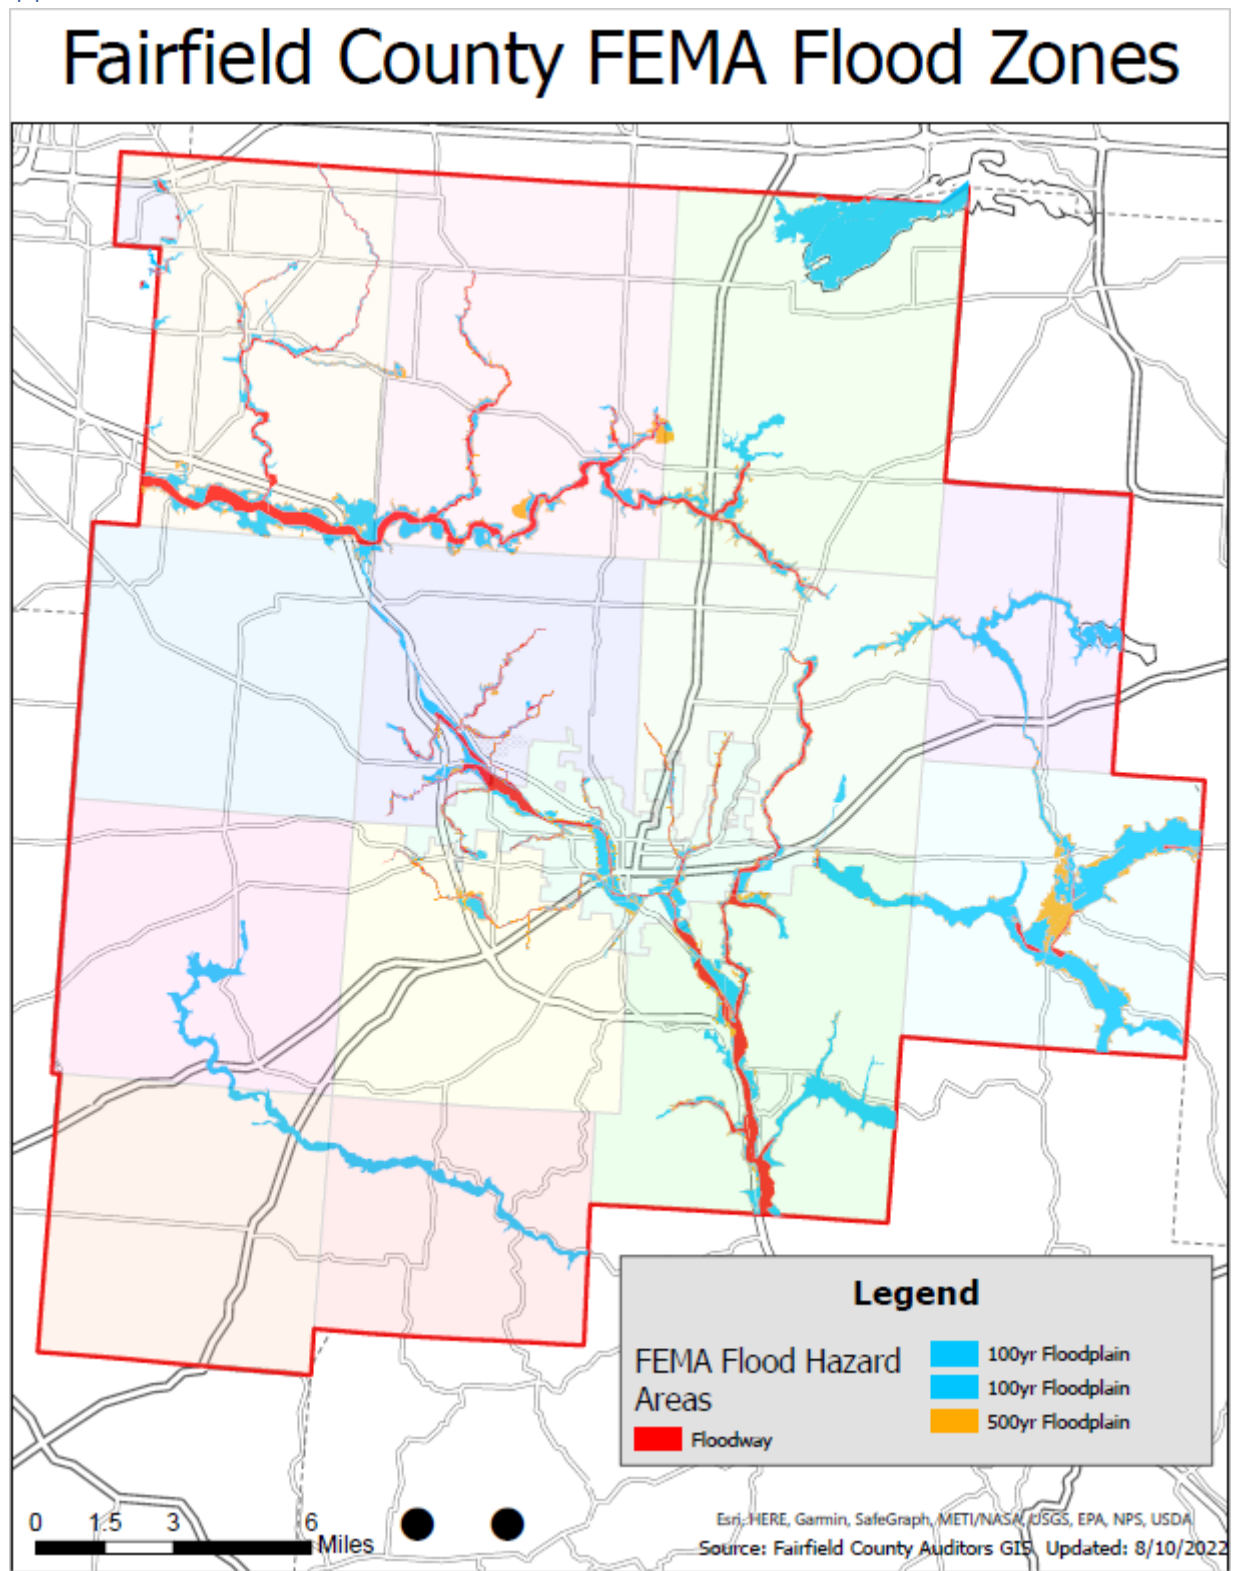 Fairfield County FEMA Flood Zones
Legend
FEMA Flood Hazard
Areas
Floodway
100yr Floodplain
100yr Floodplain
500yr Floodplain
0 1.5 3 6
Miles
Esri, HERE, Garmin, SafeGraph, METI/NASA, USGS, EPA, NPS, USDA
Source: Fairfield County Auditors GIS Updated: 8/10/2022